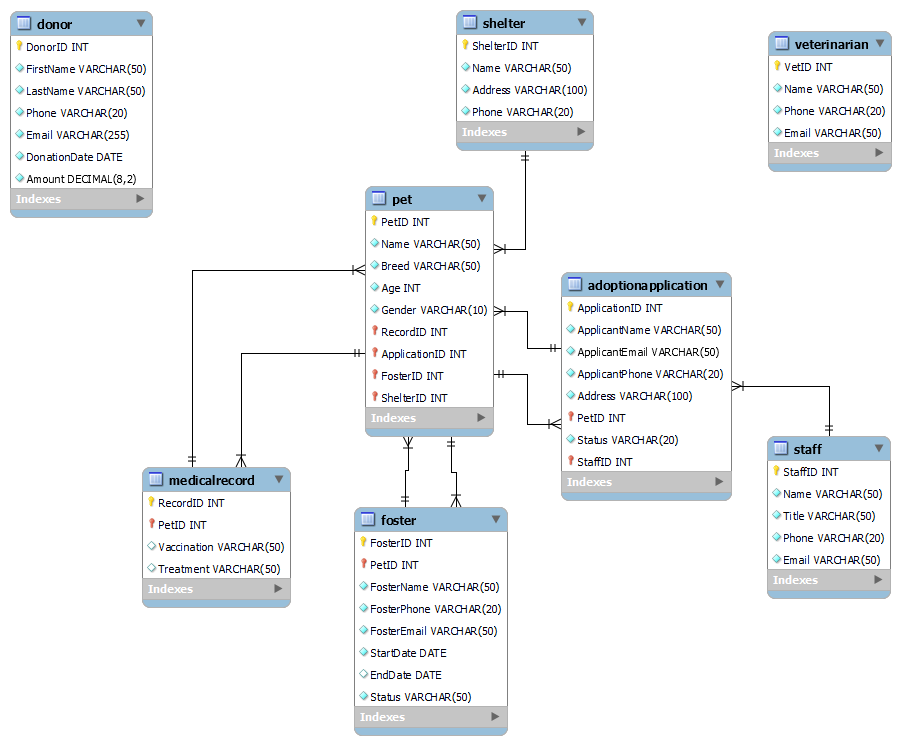 donor
DonorID INT
FirstName VARCHAR(50)
LastName VARCHAR(50)
Phone VARCHAR(20)
Email VARCHAR(255)
DonationDate DATE
Amount DECIMAL(8,2)
Indexes
shelter
ShelterID INT
Name VARCHAR(50)
Address VARCHAR(100)
Phone VARCHAR(20)
Indexes
veterinarian
VetID INT
Name VARCHAR(50)
Phone VARCHAR(20)
Email VARCHAR(50)
Indexes
pet
PetID INT
Name VARCHAR(50)
Breed VARCHAR(50)
Age INT
Gender VARCHAR(10)
RecordID INT
ApplicationID INT
FosterID INT
ShelterID INT
Indexes
adoptionapplication
ApplicationID INT
ApplicantName VARCHAR(50)
ApplicantEmail VARCHAR(50)
ApplicantPhone VARCHAR(20)
Address VARCHAR(100)
PetID INT
Status VARCHAR(20)
StaffID INT
Indexes
staff
StaffID INT
Name VARCHAR(50)
Title VARCHAR(50)
Phone VARCHAR(20)
Email VARCHAR(50)
Indexes
medicalrecord
RecordID INT
PetID INT
Vaccination VARCHAR(50)
Treatment VARCHAR(50)
Indexes
foster
FosterID INT
PetID INT
FosterName VARCHAR(50)
FosterPhone VARCHAR(20)
FosterEmail VARCHAR(50)
StartDate DATE
EndDate DATE
Status VARCHAR(50)
Indexes